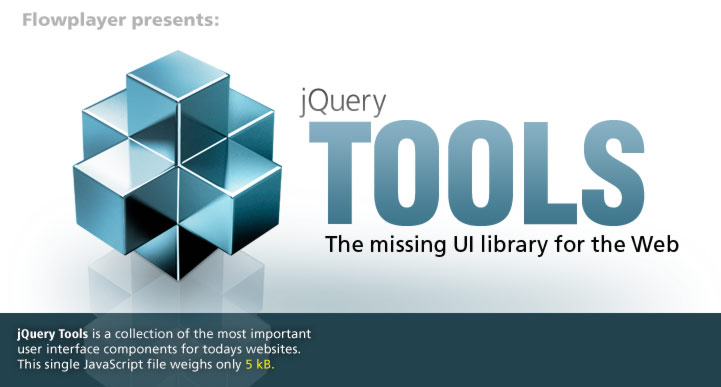 Flowplayer presents:
jQuery
TOOLS
The missing UI library for the Web
jQuery Tools is a collection of the most important
user interface components for todays websites.
This single JavaScript file weighs only 5 kB.